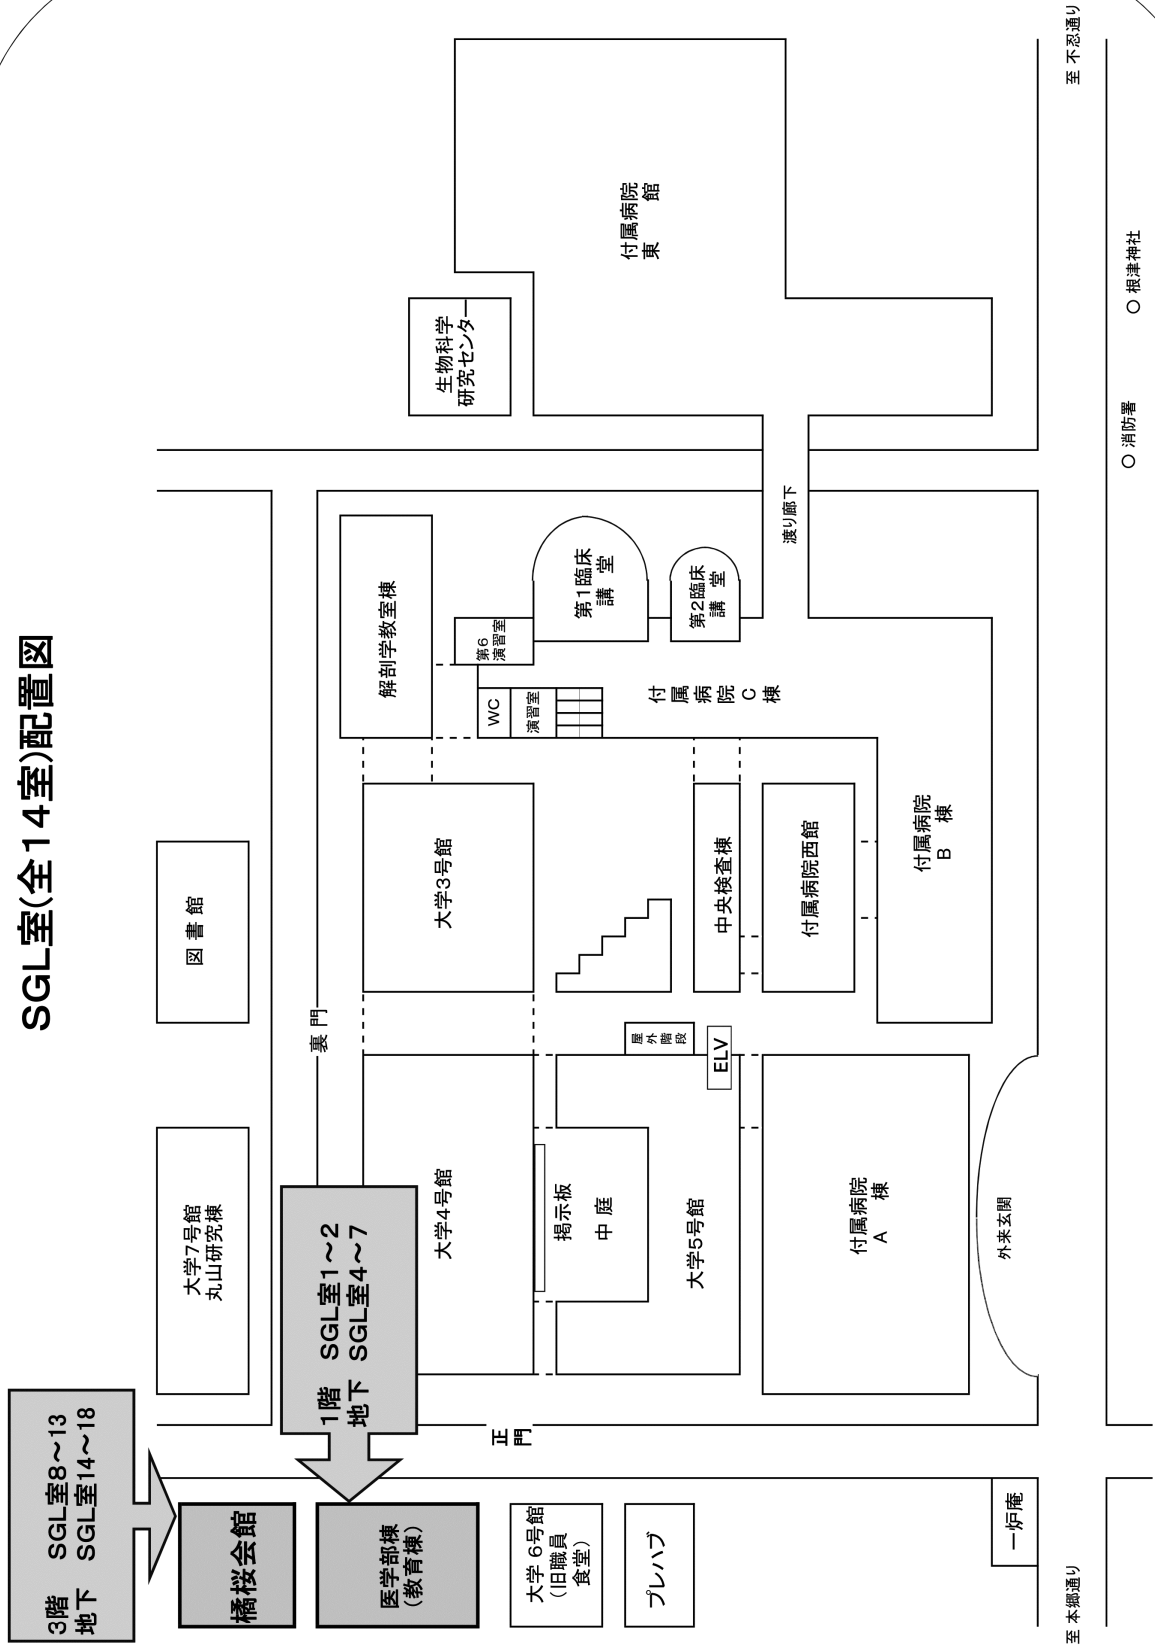 SGL室(全14室)配置図
3階 SGL室8～13
地下 SGL室14～18
橘桜会館
1階 SGL室1～2
地下 SGL室4～7
医学部棟
(教育棟)
大学7号館
丸山研究棟
図書館
裏門
大学4号館
大学3号館
解剖学教室棟
生物科学
研究センター
正
門
大学 6号館
(旧職員
食堂)
プレハブ
掲示板
中庭
大学5号館
屋外
階段
ELV
WC
演習室
第6
演習室
第1臨床
講堂
第2臨床
講堂
付属病院C棟
中央検査棟
付属病院西館
付属病院
A 棟
付属病院
B 棟
渡り廊下
付属病院
東館
外来玄関
一炉庵
至 本郷通り
至 不忍通り
○ 消防署
○ 根津神社